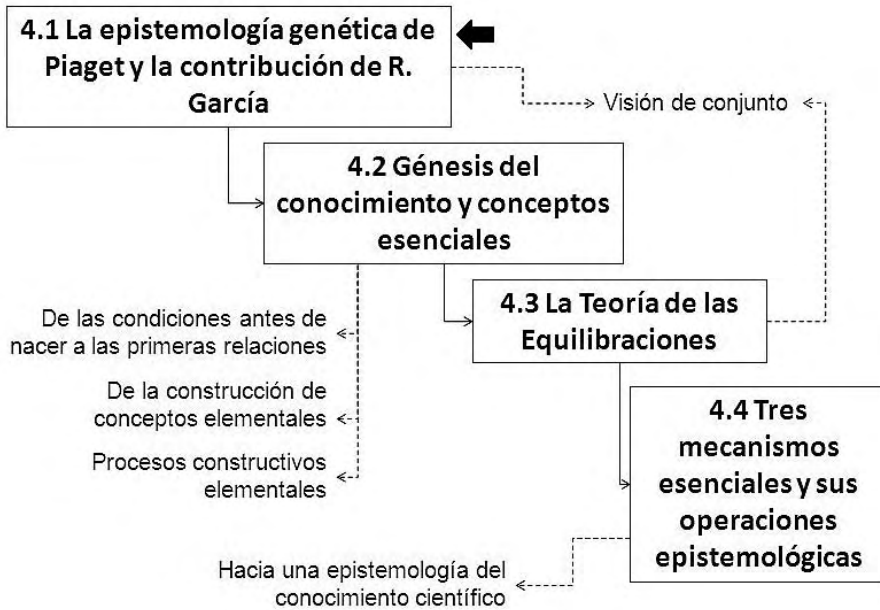 4.1 La epistemología genética de
Piaget y la contribución de R.
García
Visión de conjunto
4.2 Génesis del
conocimiento y conceptos
esenciales
4.3 La Teoría de las
Equilibraciones
De las condiciones antes de
nacer a las primeras relaciones
De la construcción de
conceptos elementales
Procesos constructivos
elementales
4.4 Tres
mecanismos
esenciales y sus
operaciones
epistemológicas
Hacia una epistemología del
conocimiento científico